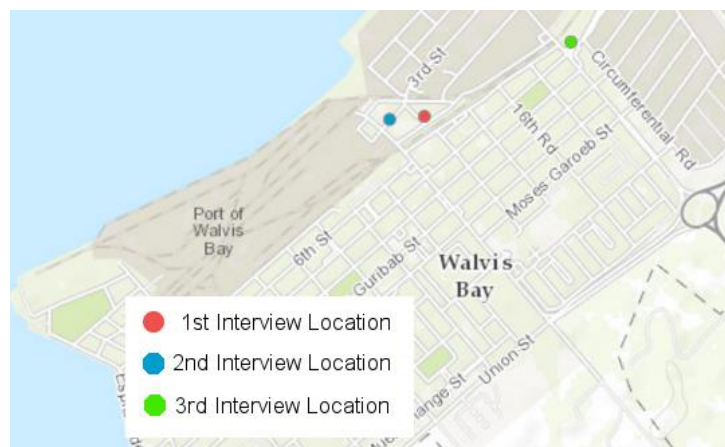 3rd St
Circumferential Rd
16th Rd
Moses Garoeb St
Port of
Walvis
Bay
6th St
Guribab St
Walvis
Bay
Union St
1st Interview Location
2nd Interview Location
3rd Interview Location